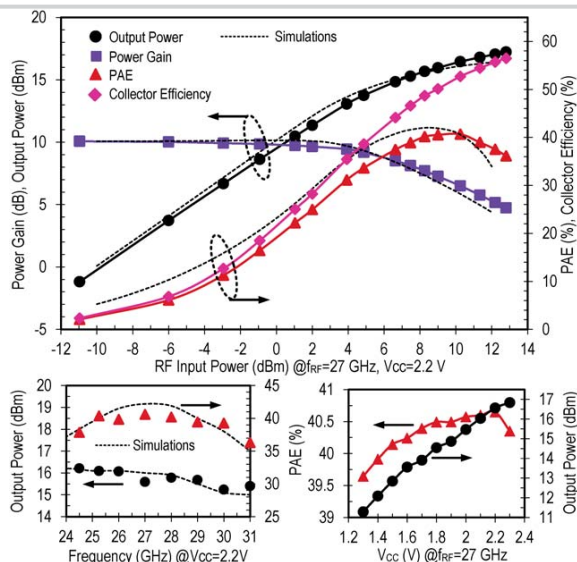 Power Gain (dB), Output Power (dBm)
20
15
10
5
0
-5
Output Power
Simulations
Power Gain
PAE
Collector Efficiency
60
50
40
30
20
10
0
PAE (%), Collector Efficiency (%)
-12 -10 -8 -6 -4 -2 0 2 4 6 8 10 12 14
RF Input Power (dBm) @fRF=27 GHz, Vcc=2.2 V
Output Power (dBm)
20
19
18
17
16
15
14
Simulations
45
40
35
30
25
PAE (%)
24 25 26 27 28 29 30 31
Frequency (GHz) @Vcc=2.2V
41
40.5
40
39.5
39
17
16
15
14
13
12
11
Output Power (dBm)
1.2 1.4 1.6 1.8 2.0 2.2 2.4
VCC (V) @fRF=27 GHz